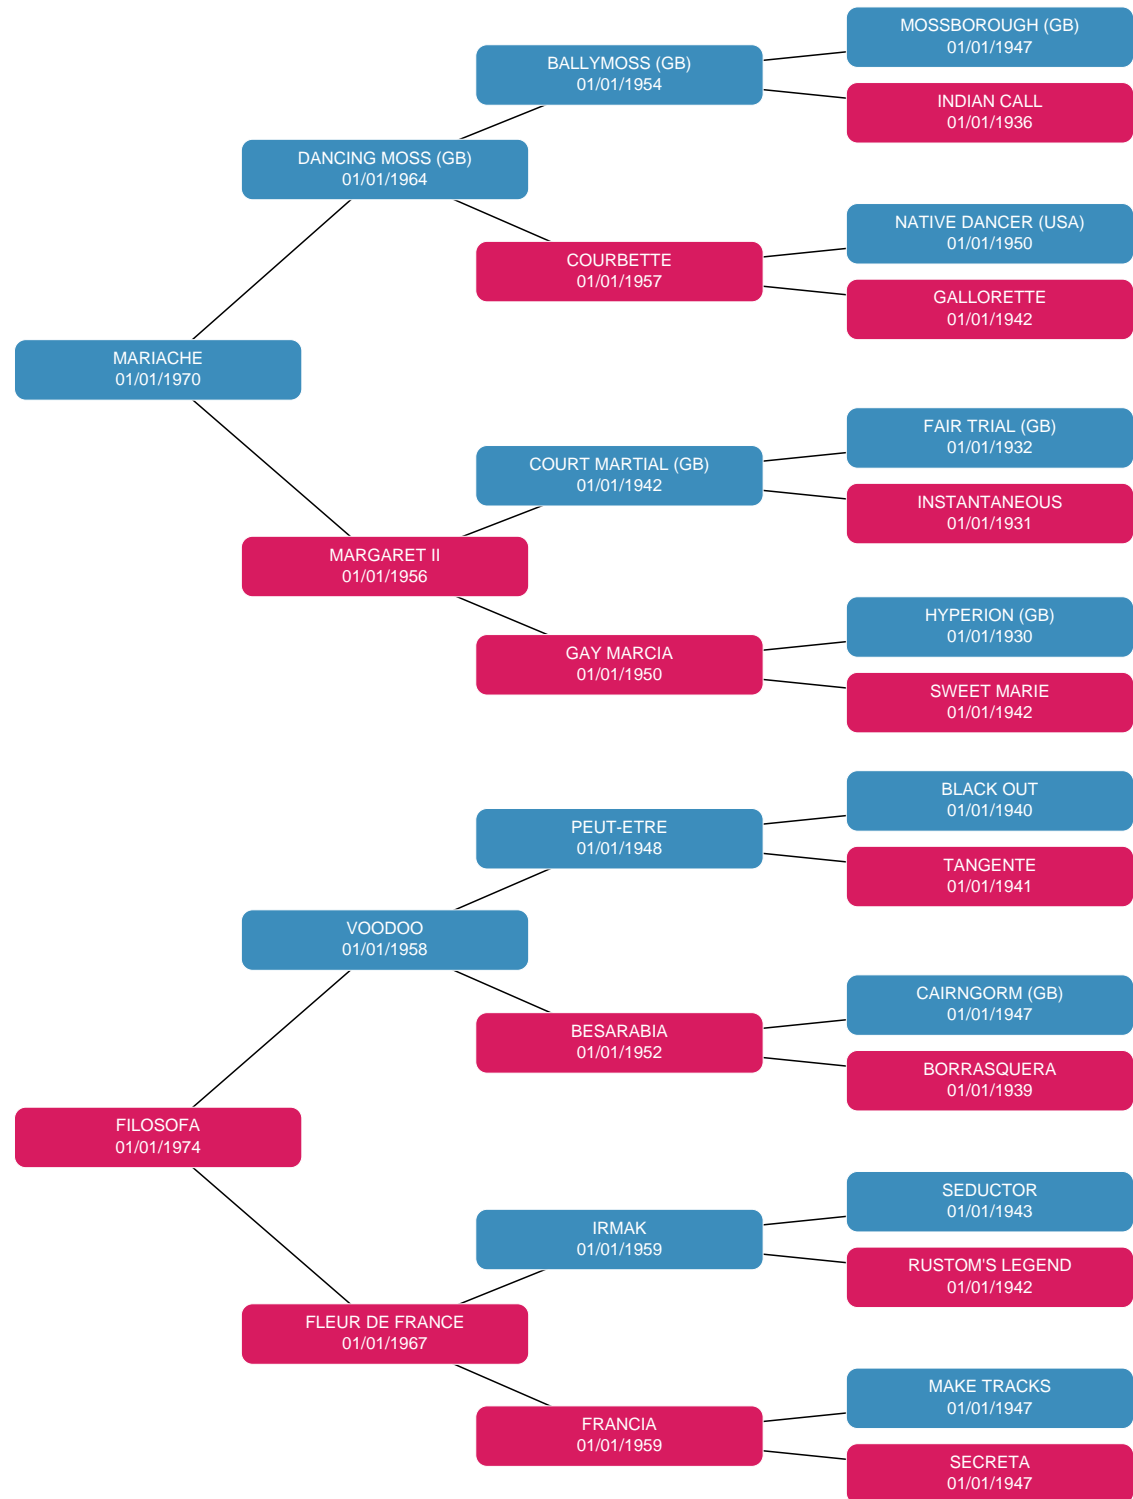 MOSSBOROUGH (GB)
01/01/1947
BALLYMOSS (GB)
01/01/1954
INDIAN CALL
01/01/1936
DANCING MOSS (GB)
01/01/1964
NATIVE DANCER (USA)
01/01/1950
COURBETTE
01/01/1957
GALLORETTE
01/01/1942
MARIACHE
01/01/1970
FAIR TRIAL (GB)
01/01/1932
COURT MARTIAL (GB)
01/01/1942
INSTANTANEOUS
01/01/1931
MARGARET II
01/01/1956
HYPERION (GB)
01/01/1930
GAY MARCIA
01/01/1950
SWEET MARIE
01/01/1942
BLACK OUT
01/01/1940
PEUT-ETRE
01/01/1948
TANGENTE
01/01/1941
VOODOO
01/01/1958
CAIRNGORM (GB)
01/01/1947
BESARABIA
01/01/1952
BORRASQUERA
01/01/1939
FILOSOFA
01/01/1974
SEDUCTOR
01/01/1943
IRMAK
01/01/1959
RUSTOM'S LEGEND
01/01/1942
FLEUR DE FRANCE
01/01/1967
MAKE TRACKS
01/01/1947
FRANCIA
01/01/1959
SECRETA
01/01/1947